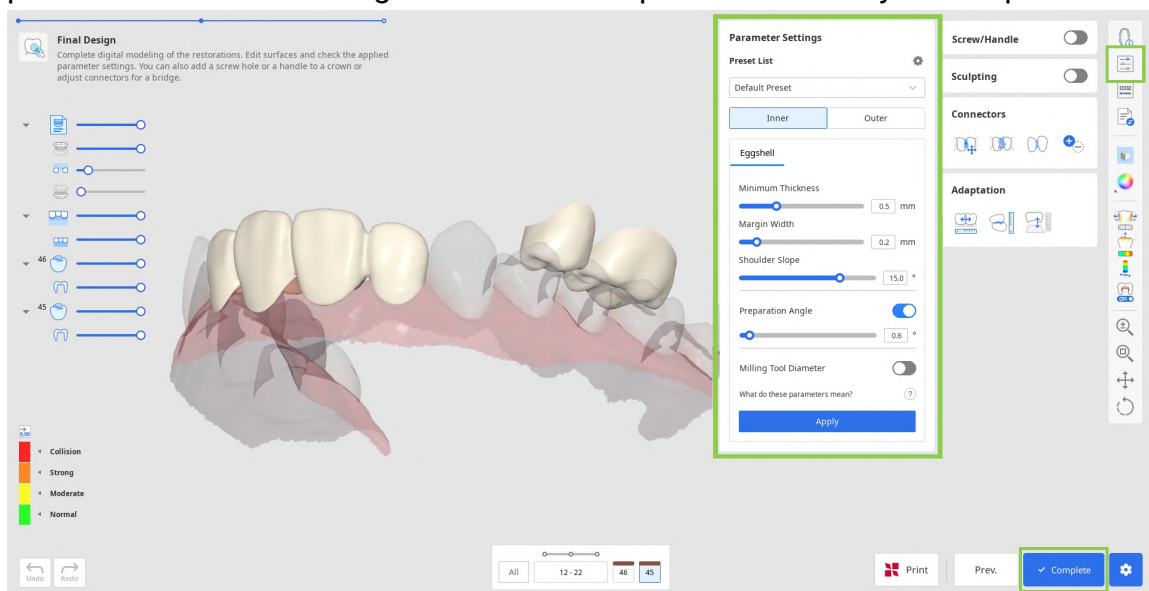 Final Design
Complete digital modeling of the restorations. Edit surfaces and check the applied
parameter settings. You can also add a screw hole or a handle to a crown or
adjust connectors for a bridge.
46
45
0.00
Collision
Strong
Moderate
Normal
Undo
Redo
All
12 - 22
46
45
Parameter Settings
Preset List
Default Preset
Inner
Outer
Eggshell
Minimum Thickness
0.5 mm
Margin Width
0.2 mm
Shoulder Slope
15.0 °
Preparation Angle
0.6 °
Milling Tool Diameter
What do these parameters mean?
?
Apply
Screw/Handle
Sculpting
Connectors
Adaptation
ON
Print
Prev.
Complete